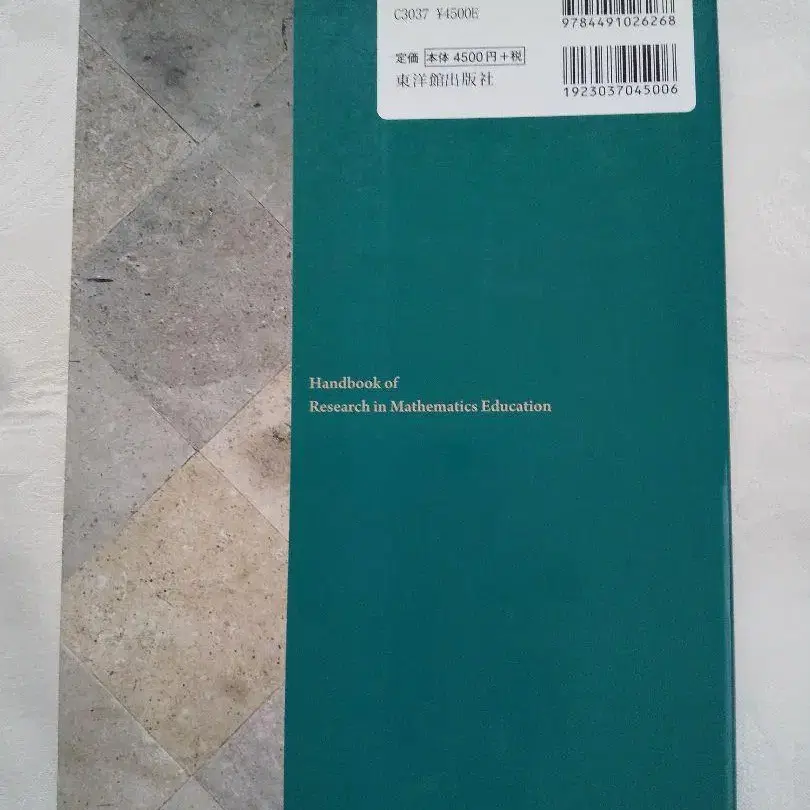 C3037 ¥4500E
9784491026268
定価 本体 4500円+税
東洋館出版社
1923037045006
Handbook of
Research in Mathematics Education